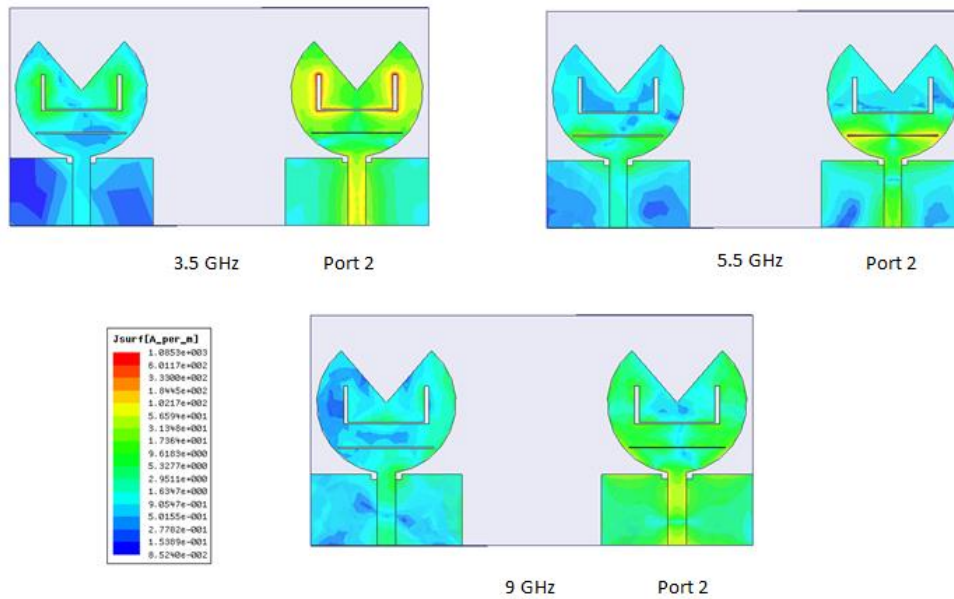 3.5 GHz Port 2
5.5 GHz Port 2
Jsurf[A_per_m]
1.0853e+003
6.0117e+002
3.3300e+002
1.8445e+002
1.0217e+002
5.6594e+001
3.1348e+001
1.7364e+001
9.6183e+000
5.3277e+000
2.9511e+000
1.6347e+000
9.0547e-001
5.0155e-001
2.7782e-001
1.5389e-001
8.5240e-002
9 GHz Port 2